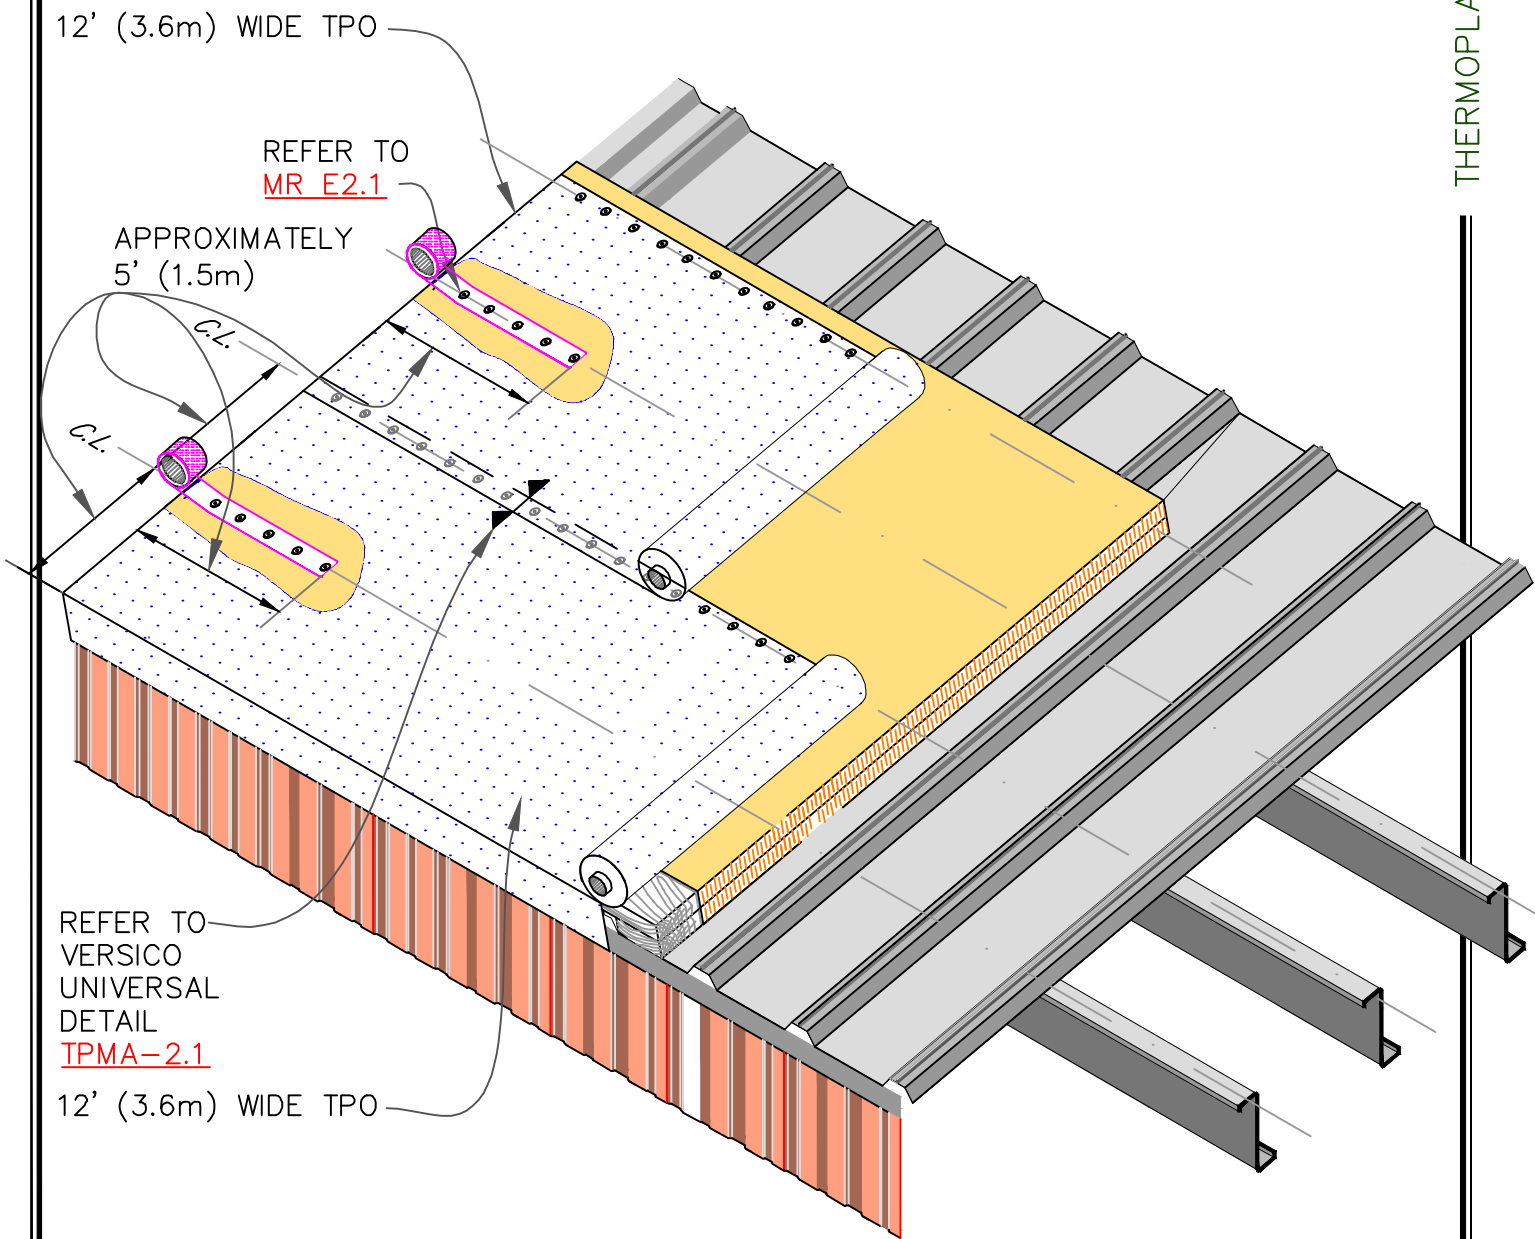 12' (3.6m) WIDE TPO
REFER TO
MR E2.1
APPROXIMATELY
5' (1.5m)
C.L.
C.L.
REFER TO
VERSICO
UNIVERSAL
DETAIL
TPMA-2.1
12' (3.6m) WIDE TPO
THERMOPLA